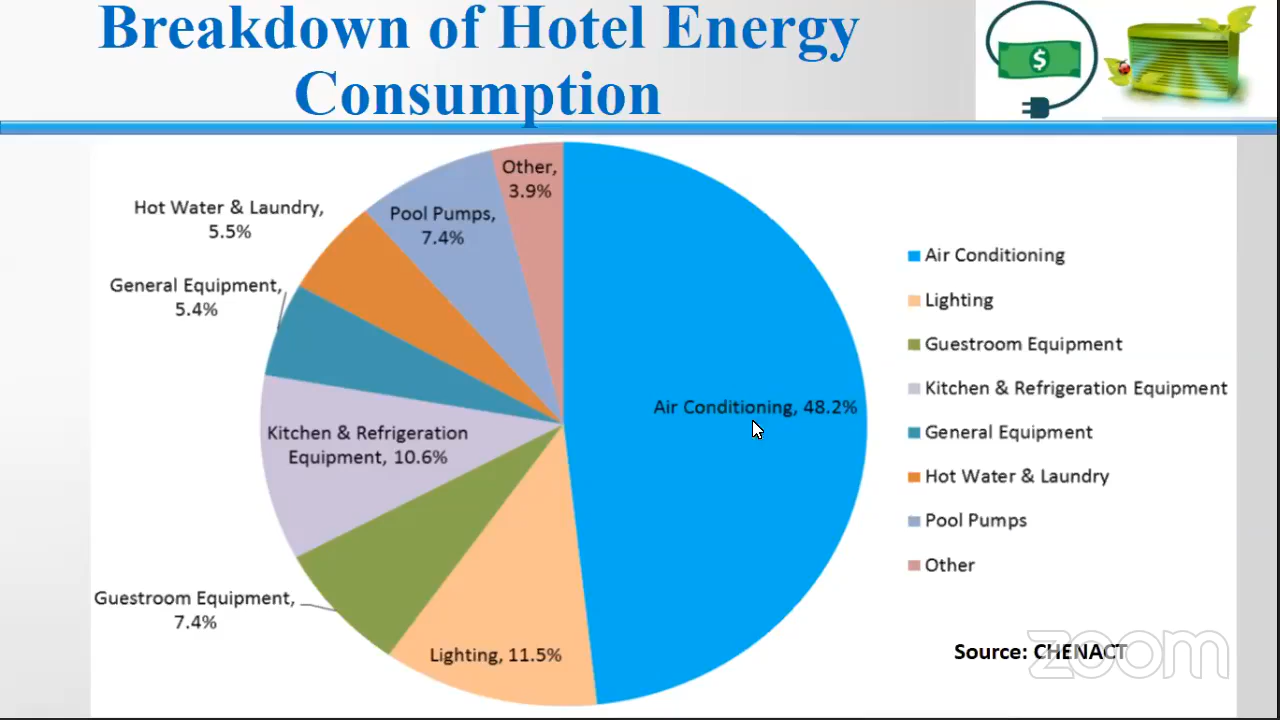 Breakdown of Hotel Energy
Consumption
$
Other,
3.9%
Hot Water & Laundry,
5.5%
Pool Pumps,
7.4%
General Equipment,
5.4%
Air Conditioning, 48.2%
Kitchen & Refrigeration
Equipment, 10.6%
Guestroom Equipment,
7.4%
Lighting, 11.5%
Air Conditioning
Lighting
Guestroom Equipment
Kitchen & Refrigeration Equipment
General Equipment
Hot Water & Laundry
Pool Pumps
Other
Source: CHENACT
zoom